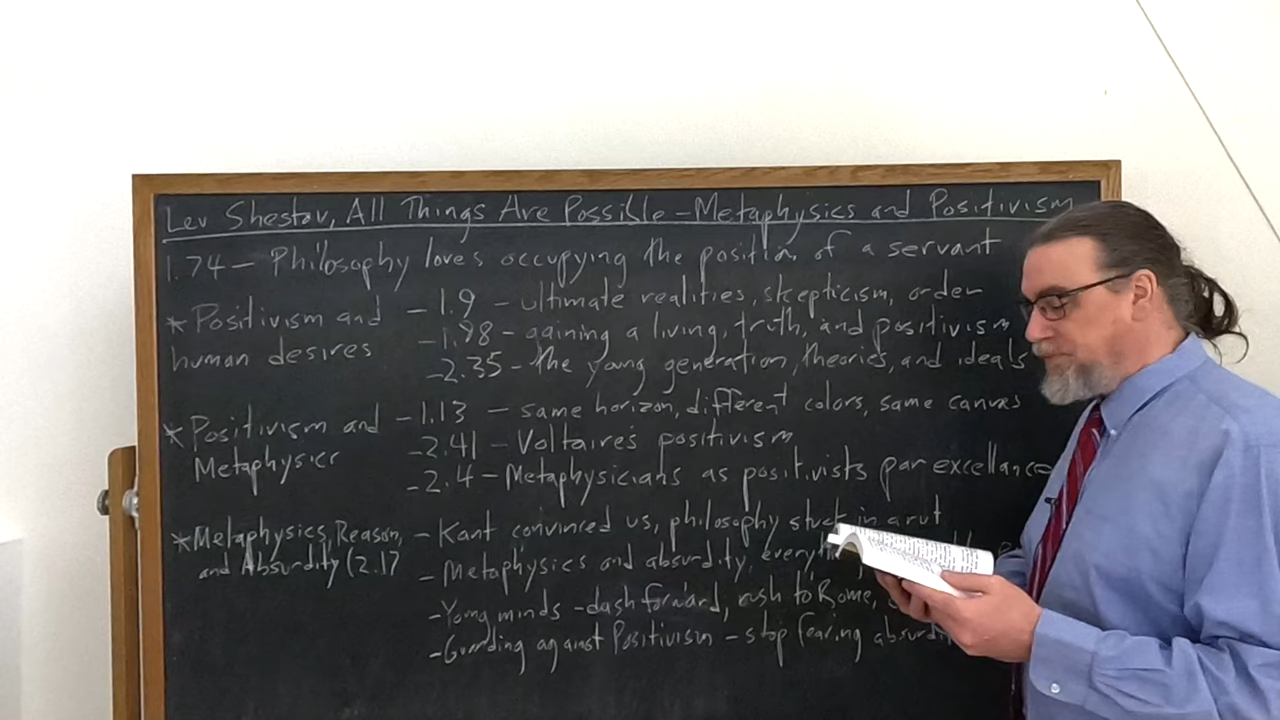 Lev Shestov, All Things Are Possible - Metaphysics and Positivism
1.74 - Philosophy loves occupying the position of a servant
* Positivism and human desires
- 1.9 - ultimate realities, skepticism, order
- 1.98 - gaining a living, truth, and positivism
- 2.35 - the young generation, theories, and ideals
* Positivism and Metaphysics
- 1.13 - same horizon, different colors, same canvas
- 2.41 - Voltaire's positivism
- 2.4 - Metaphysicians as positivists par excellance
* Metaphysics, Reason, and Absurdity (2.17
- Kant convinced us, philosophy stuck in a rut
- Metaphysics and absurdity,
- Young minds - dash forward, rush to Rome,
- Guarding against Positivism - stop fearing